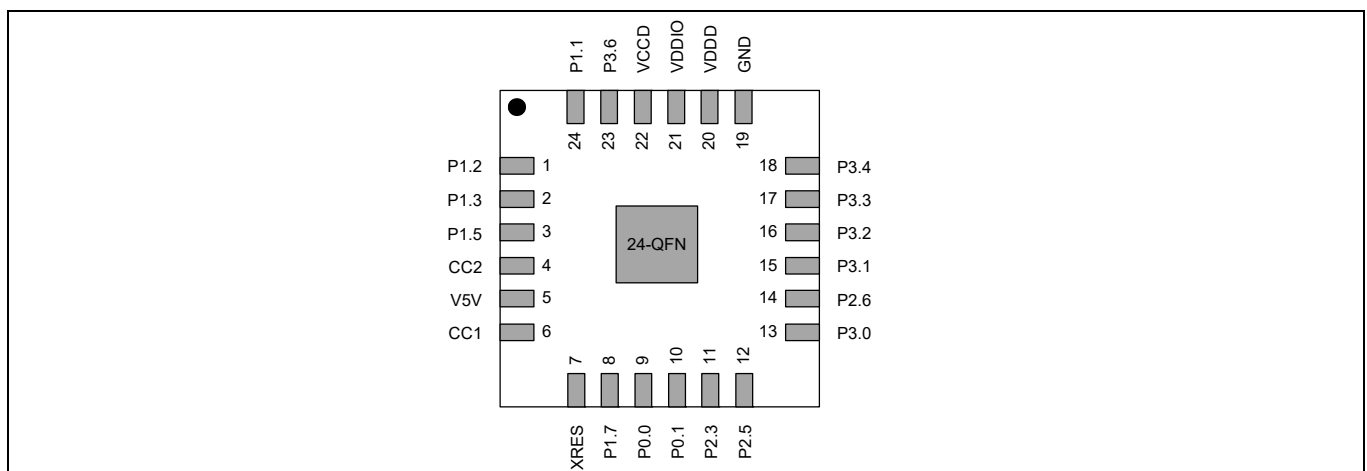 P1.1 P3.6 VCCD VDDIO VDDD GND
24 23 22 21 20 19
P1.2 1 18 P3.4
P1.3 2 17 P3.3
P1.5 3 16 P3.2
24-QFN
CC2 4 15 P3.1
V5V 5 14 P2.6
CC1 6 13 P3.0
7 8 9 10 11 12
XRES P1.7 P0.0 P0.1 P2.3 P2.5